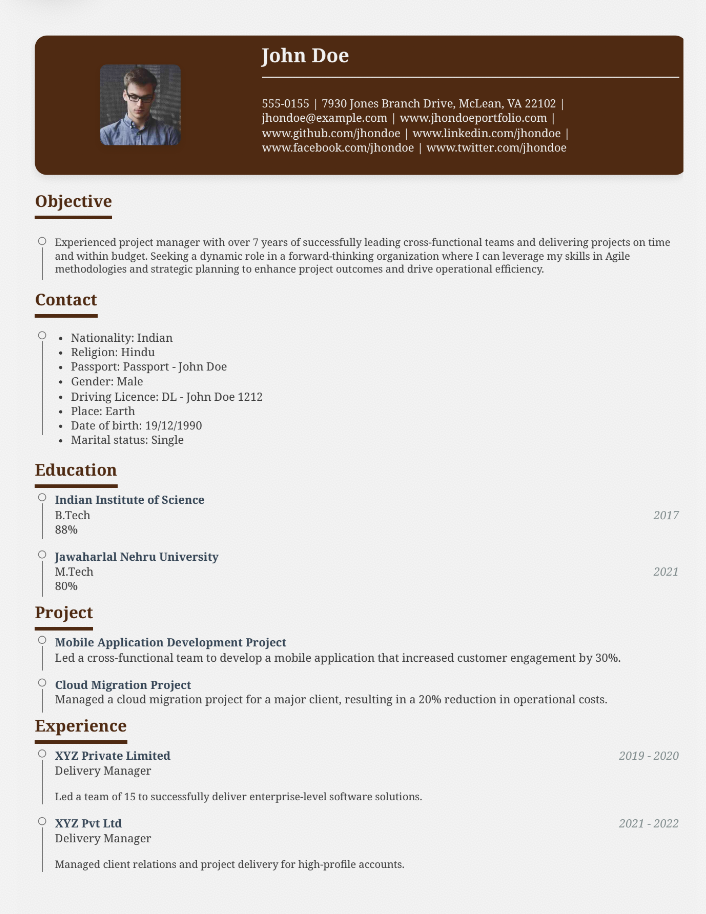 John Doe
555-0155 | 7930 Jones Branch Drive, McLean, VA 22102 |
jhondoe@example.com | www.jhondoeportfolio.com |
www.github.com/jhondoe | www.linkedin.com/jhondoe |
www.facebook.com/jhondoe | www.twitter.com/jhondoe
Objective
Experienced project manager with over 7 years of successfully leading cross-functional teams and delivering projects on time
and within budget. Seeking a dynamic role in a forward-thinking organization where I can leverage my skills in Agile
methodologies and strategic planning to enhance project outcomes and drive operational efficiency.
Contact
• Nationality: Indian
• Religion: Hindu
• Passport: Passport - John Doe
• Gender: Male
• Driving Licence: DL - John Doe 1212
• Place: Earth
• Date of birth: 19/12/1990
• Marital status: Single
Education
Indian Institute of Science
B.Tech 2017
88%
Jawaharlal Nehru University
M.Tech 2021
80%
Project
Mobile Application Development Project
Led a cross-functional team to develop a mobile application that increased customer engagement by 30%.
Cloud Migration Project
Managed a cloud migration project for a major client, resulting in a 20% reduction in operational costs.
Experience
XYZ Private Limited 2019 - 2020
Delivery Manager
Led a team of 15 to successfully deliver enterprise-level software solutions.
XYZ Pvt Ltd 2021 - 2022
Delivery Manager
Managed client relations and project delivery for high-profile accounts.